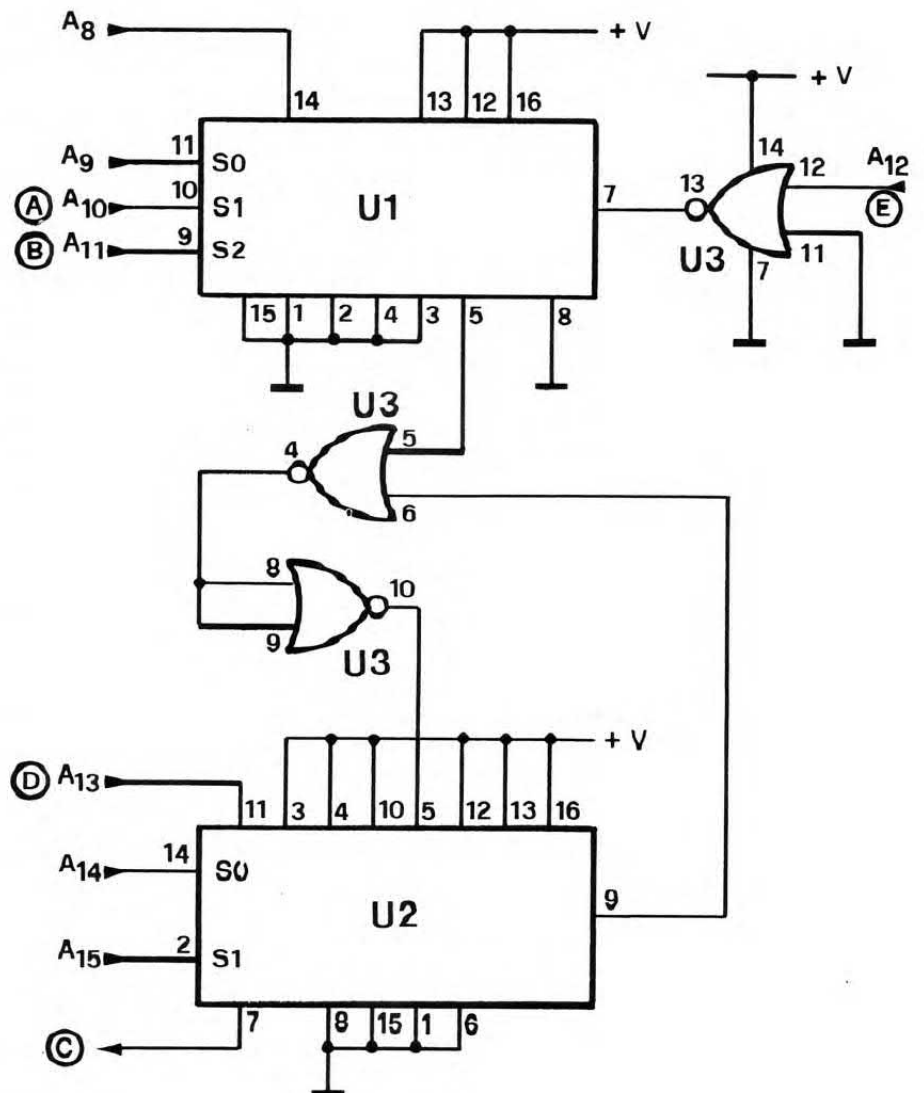 A8
+ V
14
13 12 16
+ V
A9 11 S0
14
12 A12
A A10 10 S1
U1
7
13
E
B A11 9 S2
U3
11
7
15 1 2 4 3 5 8
U3
4
5
6
8
10
9
U3
+ V
D A13
11 3 4 10 5 12 13 16
A14 14 S0
U2
9
A15 2 S1
7 8 15 1 6
C